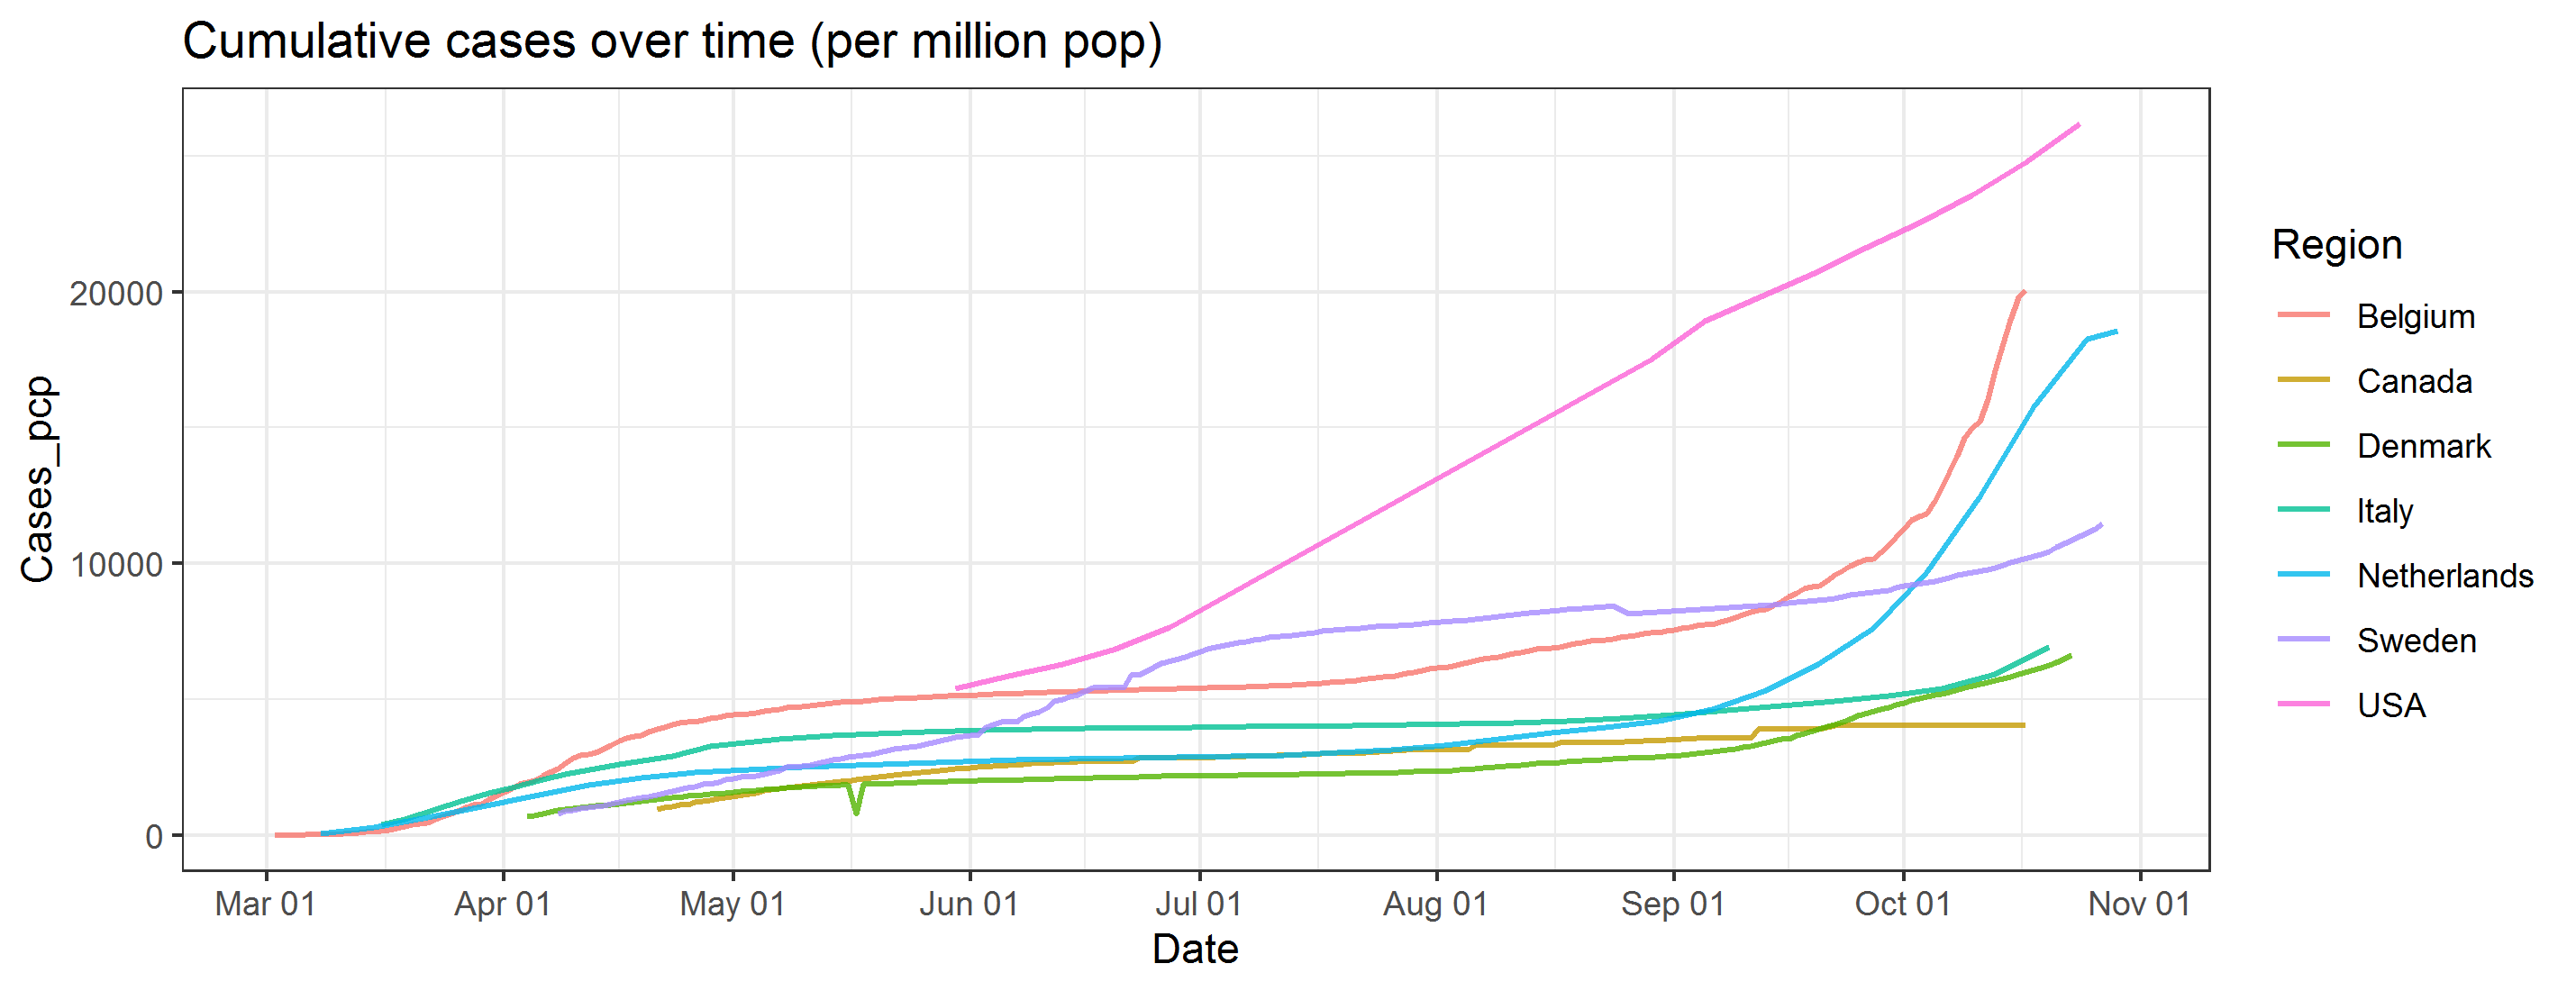 Cumulative cases over time (per million pop)
Cases_pcp
20000
10000
0
Mar 01 Apr 01 May 01 Jun 01 Jul 01 Aug 01 Sep 01 Oct 01 Nov 01
Date
Region
Belgium
Canada
Denmark
Italy
Netherlands
Sweden
USA